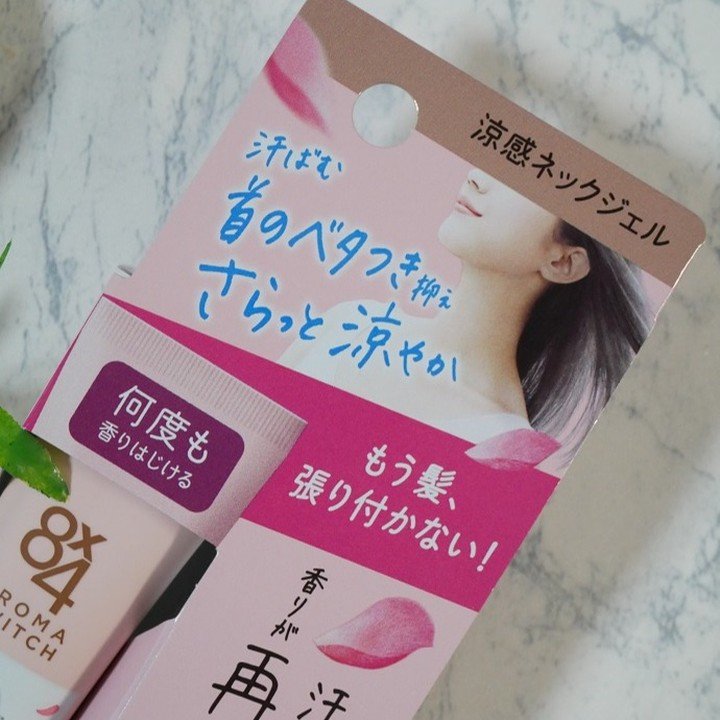 涼感ネックジェル
汗ばむ
首のベタつき抑え
さらっと涼やか
何度も
香りはじける
もう髪、
張り付かない!
8x4
ROMA
ITCH
香りが
再
汗